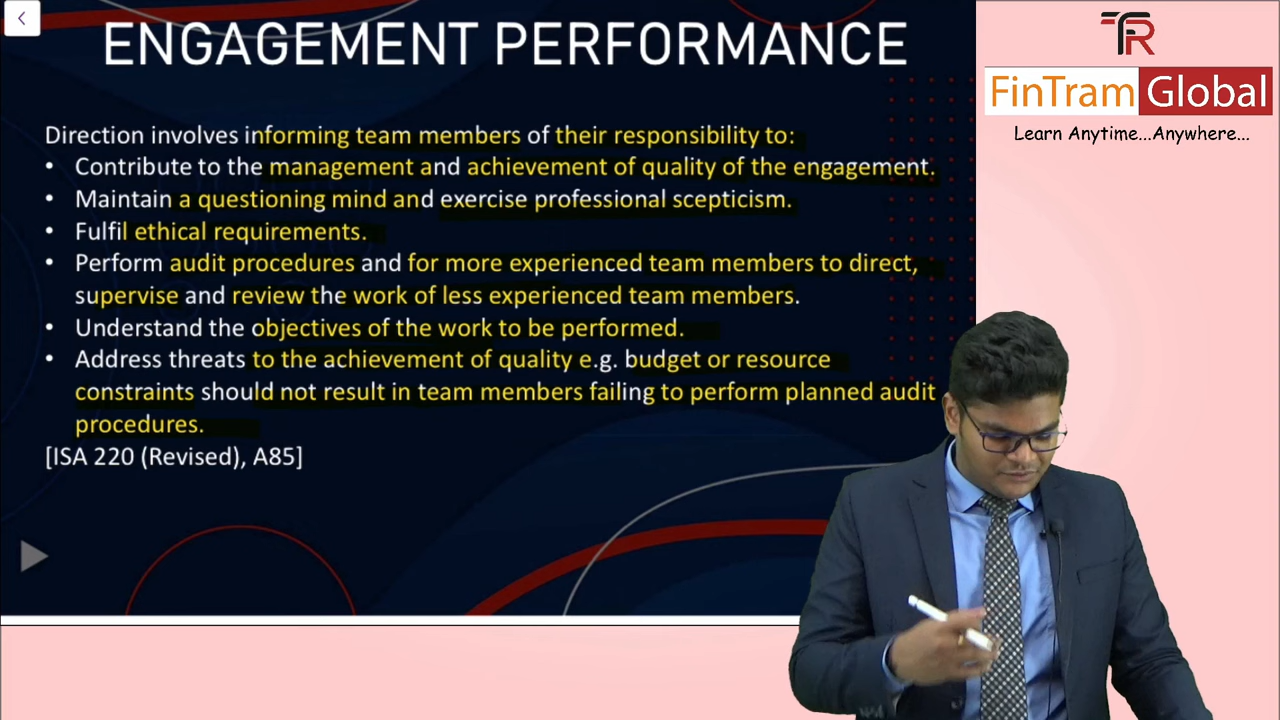 ENGAGEMENT PERFORMANCE
Direction involves informing team members of their responsibility to:
• Contribute to the management and achievement of quality of the engagement.
• Maintain a questioning mind and exercise professional scepticism.
• Fulfil ethical requirements.
• Perform audit procedures and for more experienced team members to direct,
supervise and review the work of less experienced team members.
• Understand the objectives of the work to be performed.
• Address threats to the achievement of quality e.g. budget or resource
constraints should not result in team members failing to perform planned audit
procedures.
[ISA 220 (Revised), A85]
TFR
FinTram Global
Learn Anytime...Anywhere...